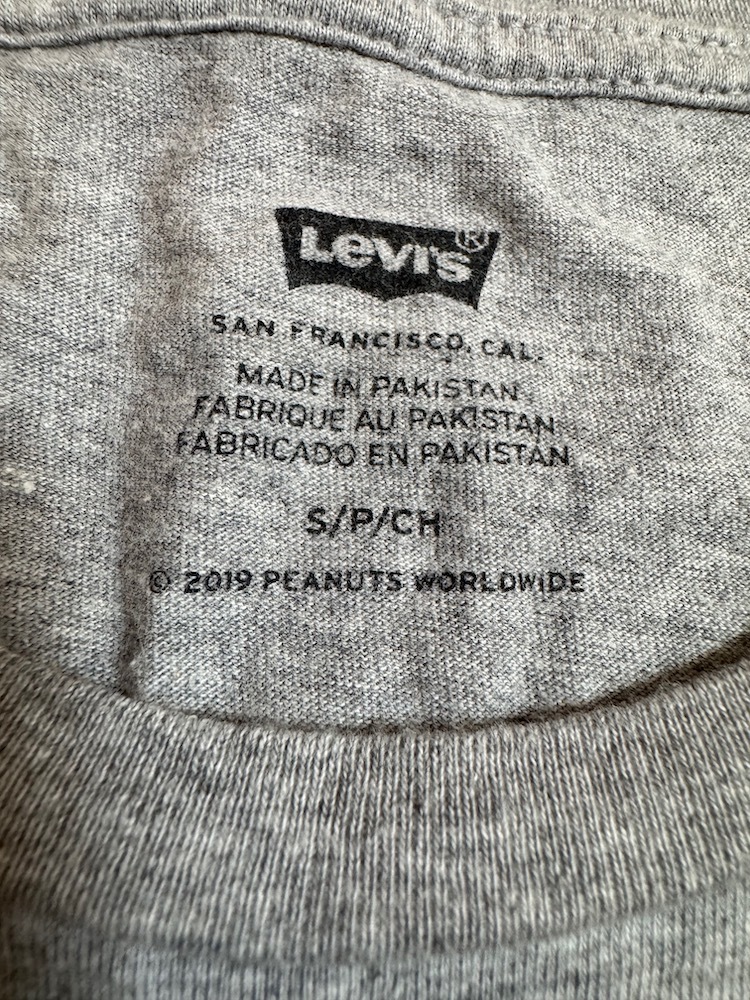 Levi's®
SAN FRANCISCO, CAL.
MADE IN PAKISTAN
FABRIQUE AU PAKISTAN
FABRICADO EN PAKISTAN
S/P/CH
© 2019 PEANUTS WORLDWIDE